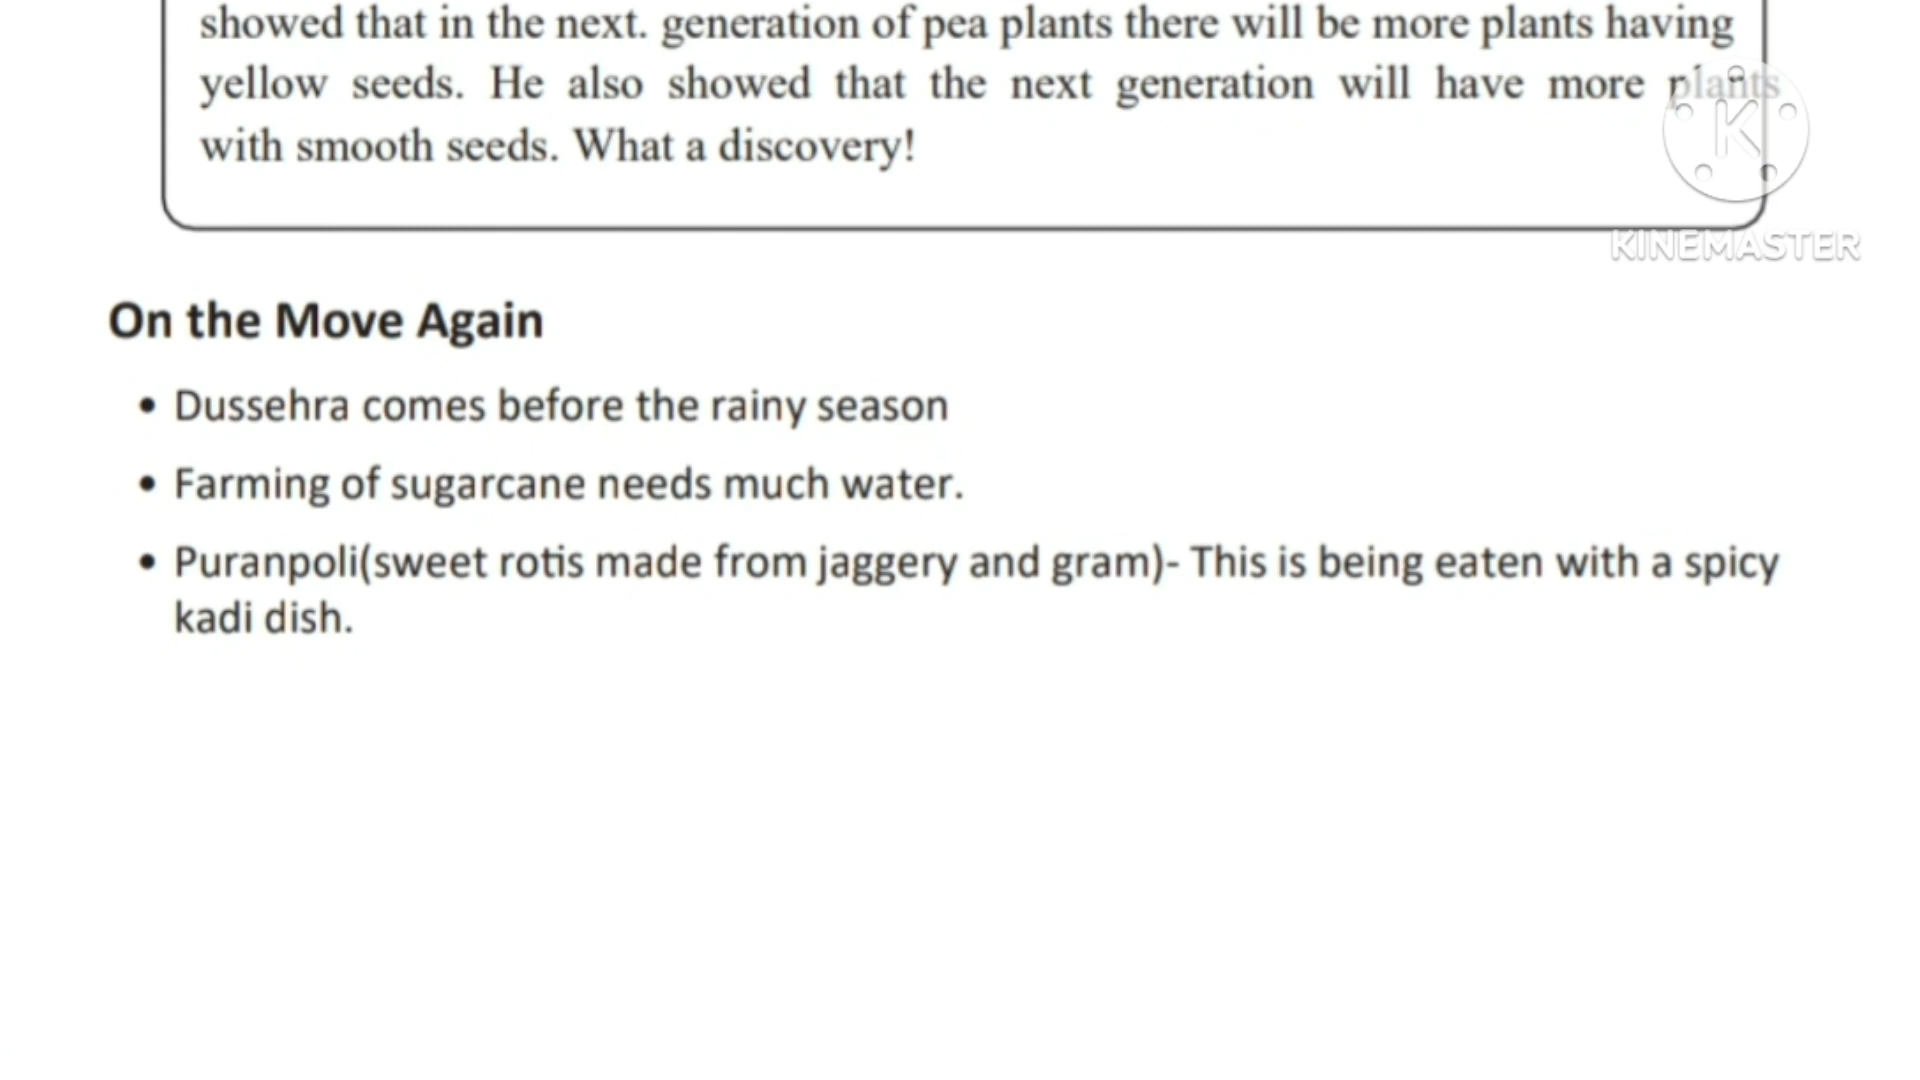 showed that in the next. generation of pea plants there will be more plants having
yellow seeds. He also showed that the next generation will have more plants
with smooth seeds. What a discovery!
K
KINEMASTER
On the Move Again
• Dussehra comes before the rainy season
• Farming of sugarcane needs much water.
• Puranpoli(sweet rotis made from jaggery and gram)- This is being eaten with a spicy
kadi dish.